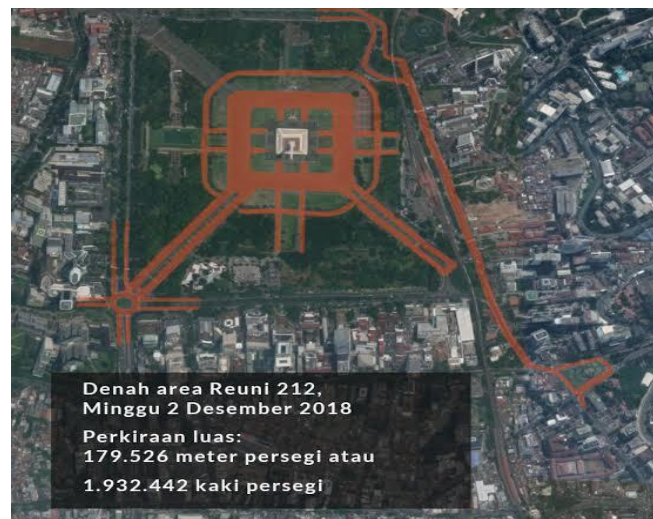 Denah area Reuni 212,
Minggu 2 Desember 2018
Perkiraan luas:
179.526 meter persegi atau
1.932.442 kaki persegi